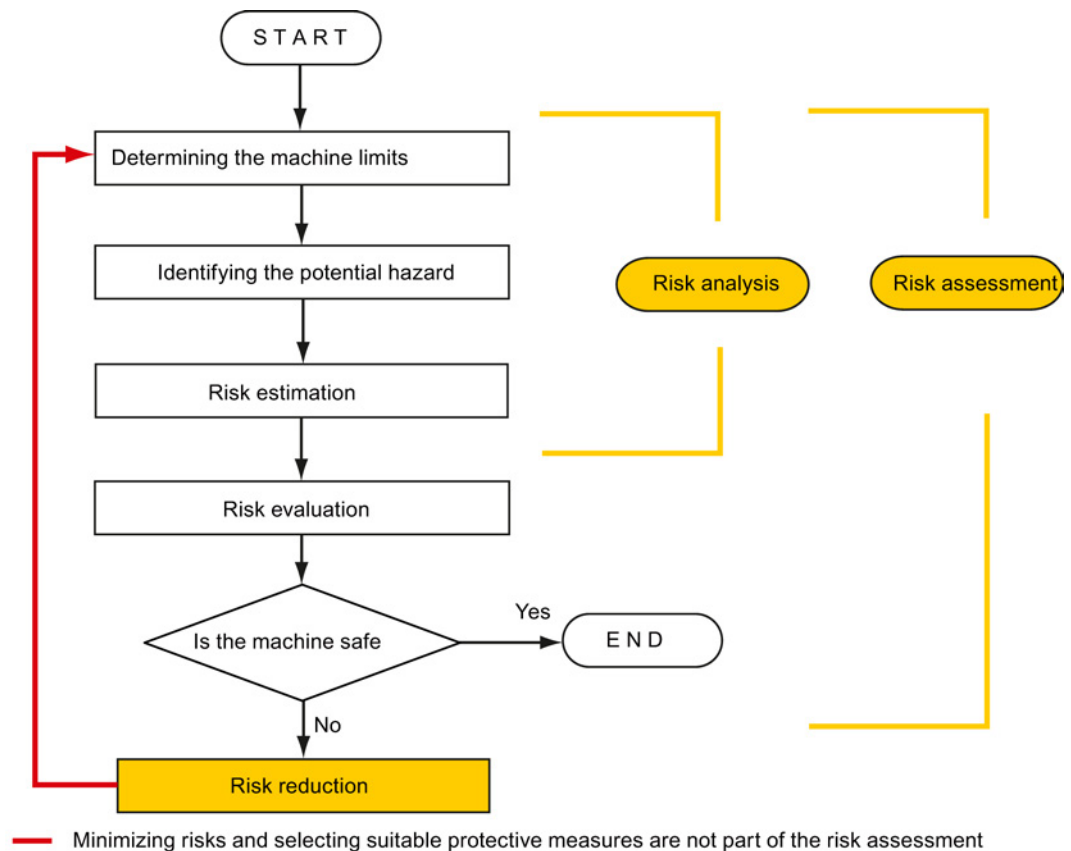 S T A R T
Determining the machine limits
Identifying the potential hazard
Risk analysis
Risk assessment
Risk estimation
Risk evaluation
Is the machine safe
Yes
E N D
No
Risk reduction
Minimizing risks and selecting suitable protective measures are not part of the risk assessment